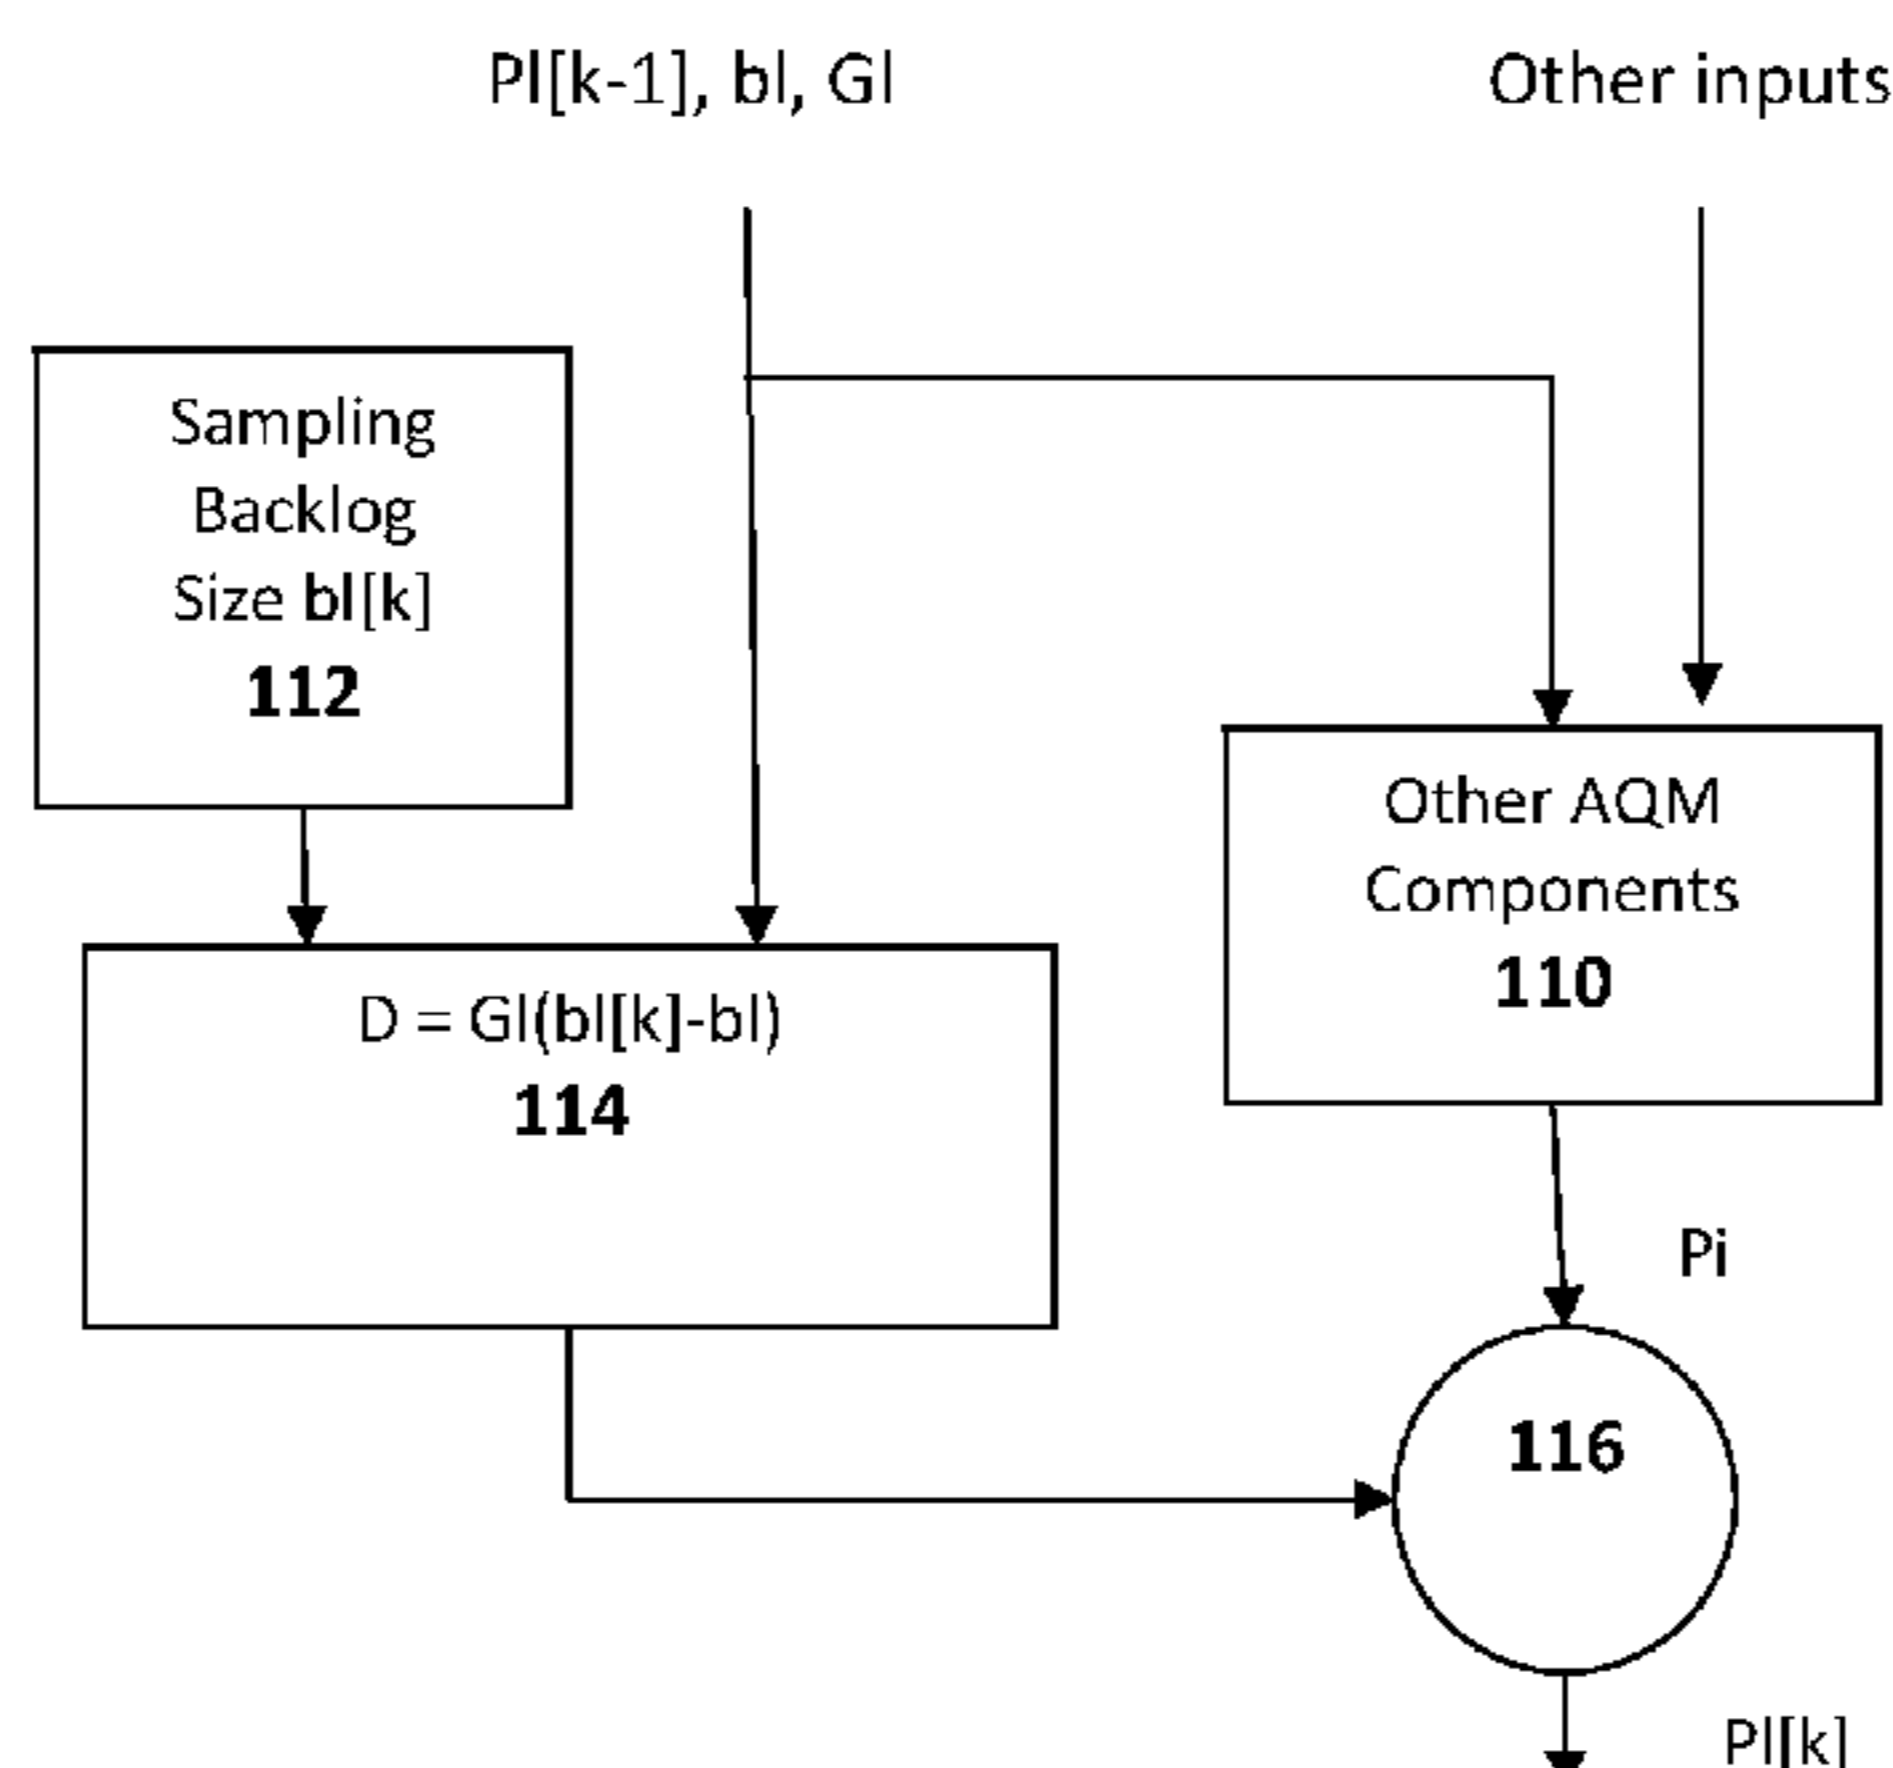 Pl[k-1], bl, Gl
Other inputs
Sampling
Backlog
Size bl[k]
112
Other AQM
Components
110
D = Gl(bl[k]-bl)
114
Pi
116
Pl[k]